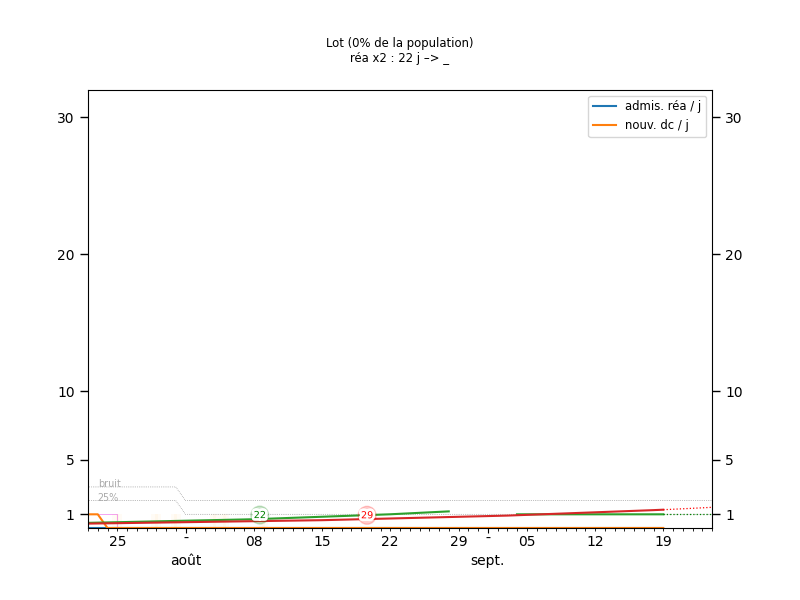 Lot (0% de la population)
réa x2 : 22 j –> _
admis. réa / j
nouv. dc / j
30 30
20 20
10 10
5 5
bruit
25%
1 22 29 1
25 - 08 15 22 29 - 05 12 19
août sept.